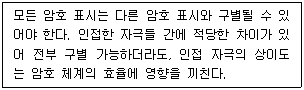 모든 암호 표시는 다른 암호 표시와 구별될 수 있
어야 한다. 인접한 자극들 간에 적당한 차이가 있
어 전부 구별 가능하더라도, 인접 자극의 상이도
는 암호 체계의 효율에 영향을 끼친다.